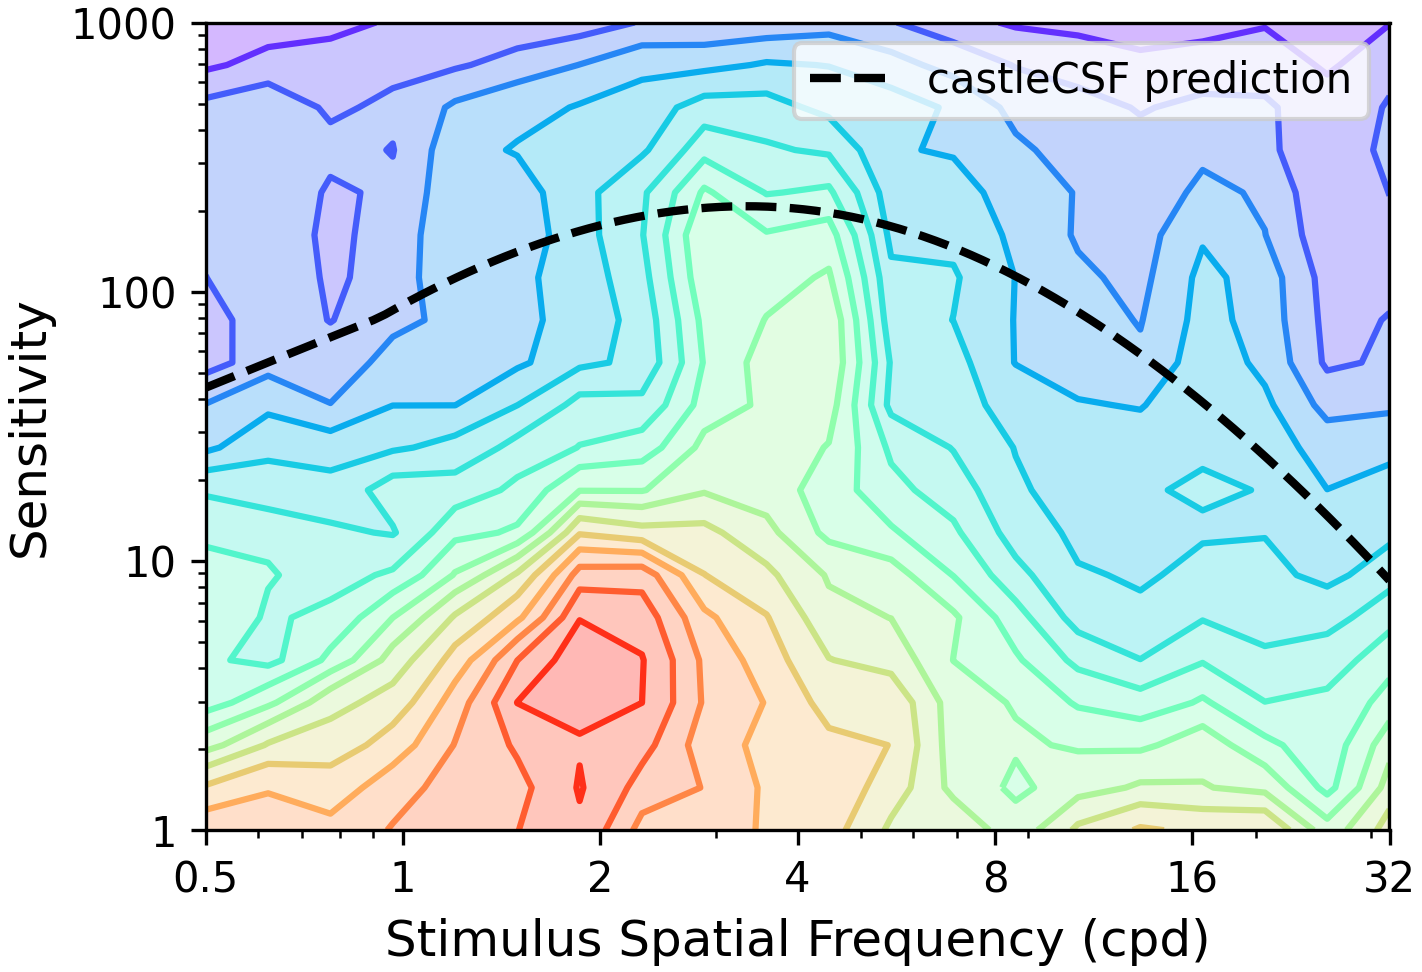 1000
castleCSF prediction
100
Sensitivity
10
1
0.5 1 2 4 8 16 32
Stimulus Spatial Frequency (cpd)